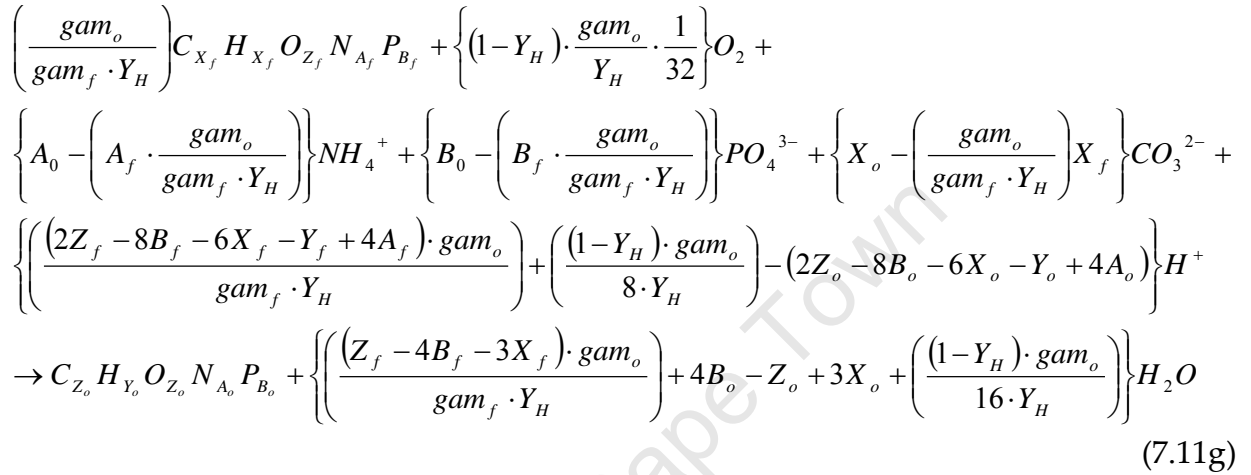 (gam_o / (gam_f · Y_H)) C_{X_f} H_{X_f} O_{Z_f} N_{A_f} P_{B_f} + {(1−Y_H) · gam_o / Y_H · 1/32} O_2 +
{A_0 − (A_f · gam_o / (gam_f · Y_H))} NH_4^+ + {B_0 − (B_f · gam_o / (gam_f · Y_H))} PO_4^{3−} + {X_o − (gam_o / (gam_f · Y_H)) X_f} CO_3^{2−} +
{(((2Z_f − 8B_f − 6X_f − Y_f + 4A_f) · gam_o) / (gam_f · Y_H)) + (((1−Y_H) · gam_o) / (8 · Y_H)) − (2Z_o − 8B_o − 6X_o − Y_o + 4A_o)} H^+
→ C_{Z_o} H_{Y_o} O_{Z_o} N_{A_o} P_{B_o} + {(((Z_f − 4B_f − 3X_f) · gam_o) / (gam_f · Y_H)) + 4B_o − Z_o + 3X_o + (((1−Y_H) · gam_o) / (16 · Y_H))} H_2O
(7.11g)
Town